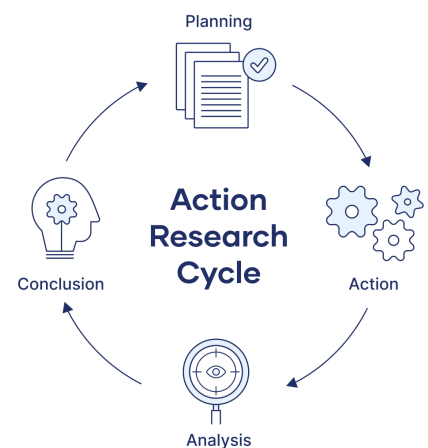 Planning
Action
Research
Cycle
Conclusion
Action
Analysis